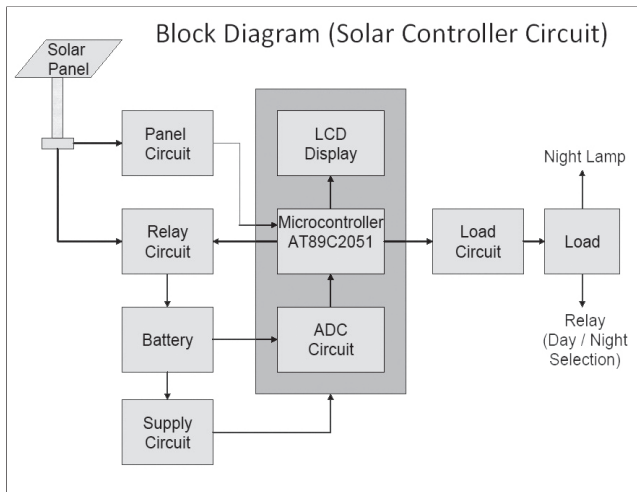 Block Diagram (Solar Controller Circuit)
Solar
Panel
Panel
Circuit
LCD
Display
Night Lamp
Relay
Circuit
Microcontroller
AT89C2051
Load
Circuit
Load
Battery
ADC
Circuit
Relay
(Day / Night
Selection)
Supply
Circuit